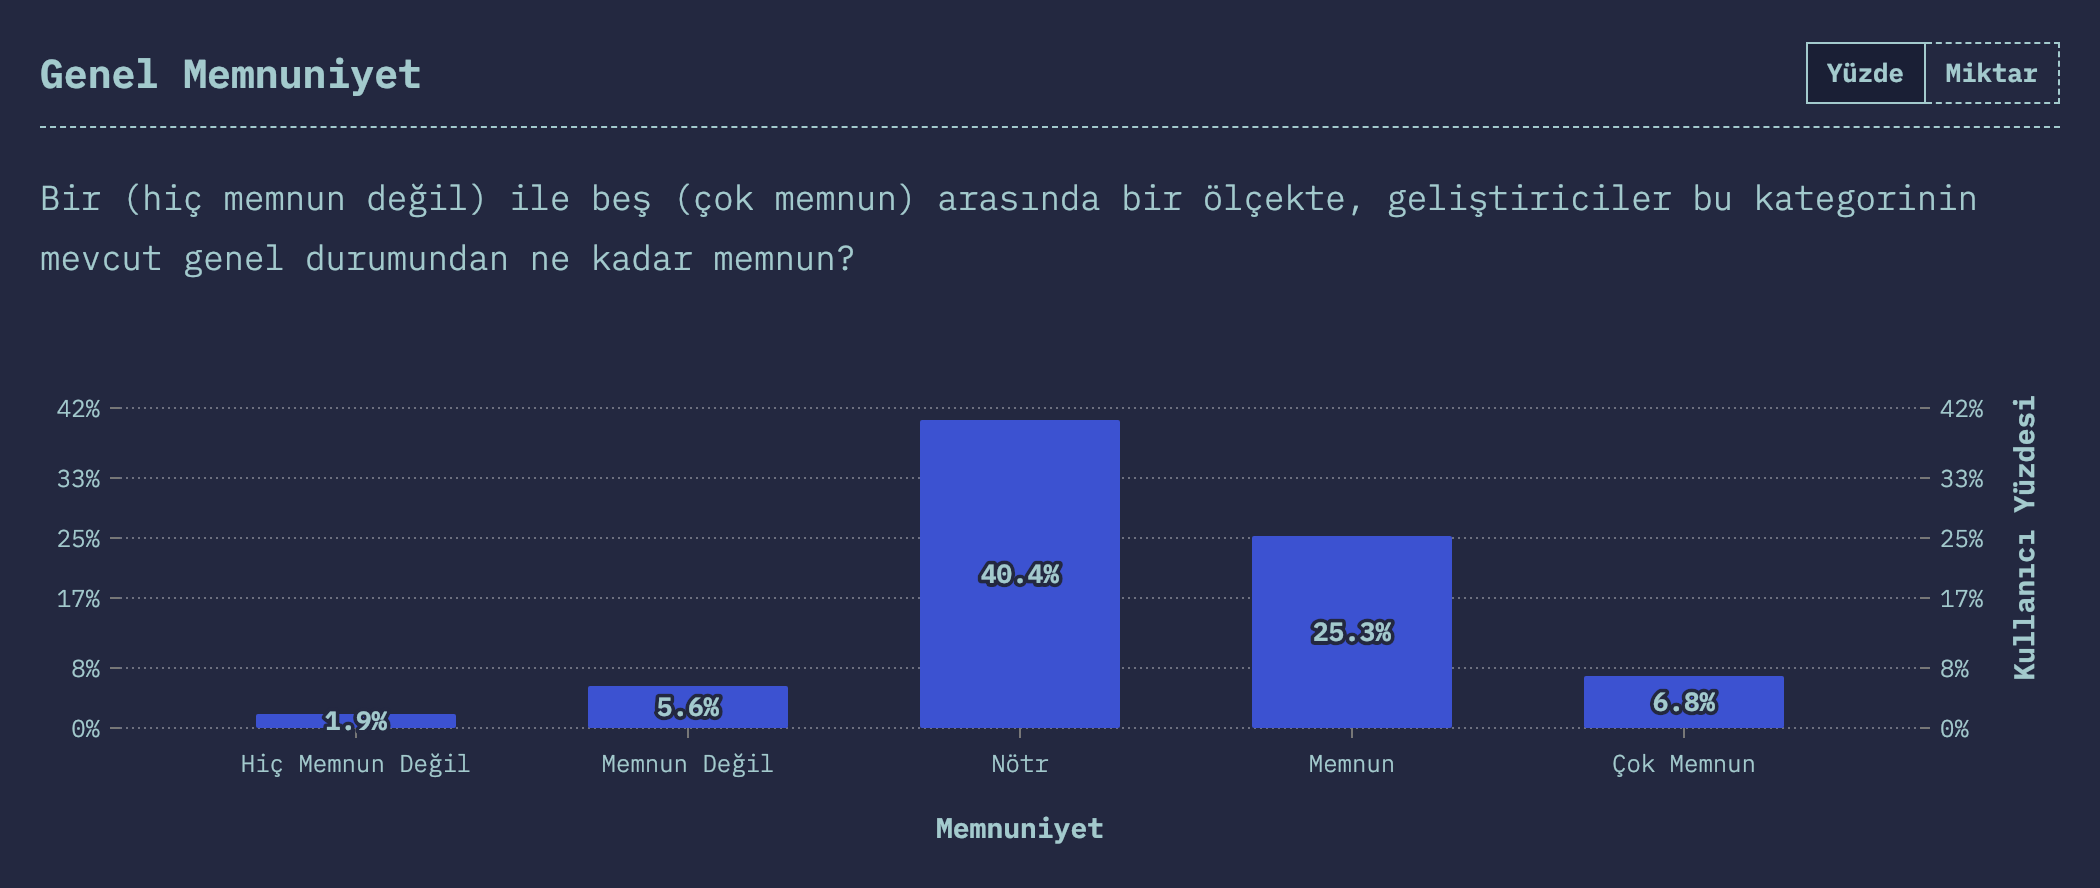 Genel Memnuniyet
Yüzde
Miktar
Bir (hiç memnun değil) ile beş (çok memnun) arasında bir ölçekte, geliştiriciler bu kategorinin
mevcut genel durumundan ne kadar memnun?
42%
33%
25%
17%
8%
0%
1.9%
5.6%
40.4%
25.3%
6.8%
42%
33%
25%
17%
8%
0%
Kullanıcı Yüzdesi
Hiç Memnun Değil
Memnun Değil
Nötr
Memnun
Çok Memnun
Memnuniyet